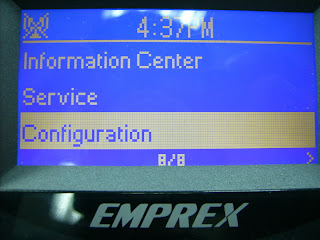 4:37PM
Information Center
Service
Configuration
8/8 >
EMPREX